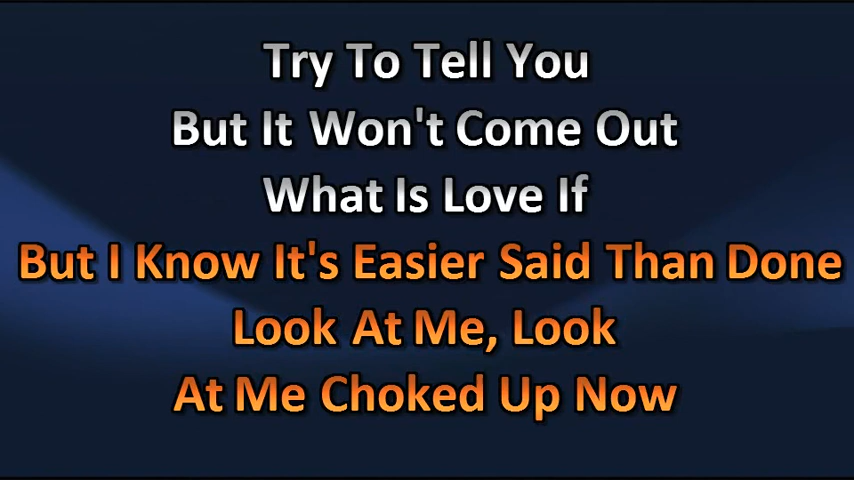 Try To Tell You
But It Won't Come Out
What Is Love If
But I Know It's Easier Said Than Done
Look At Me, Look
At Me Choked Up Now